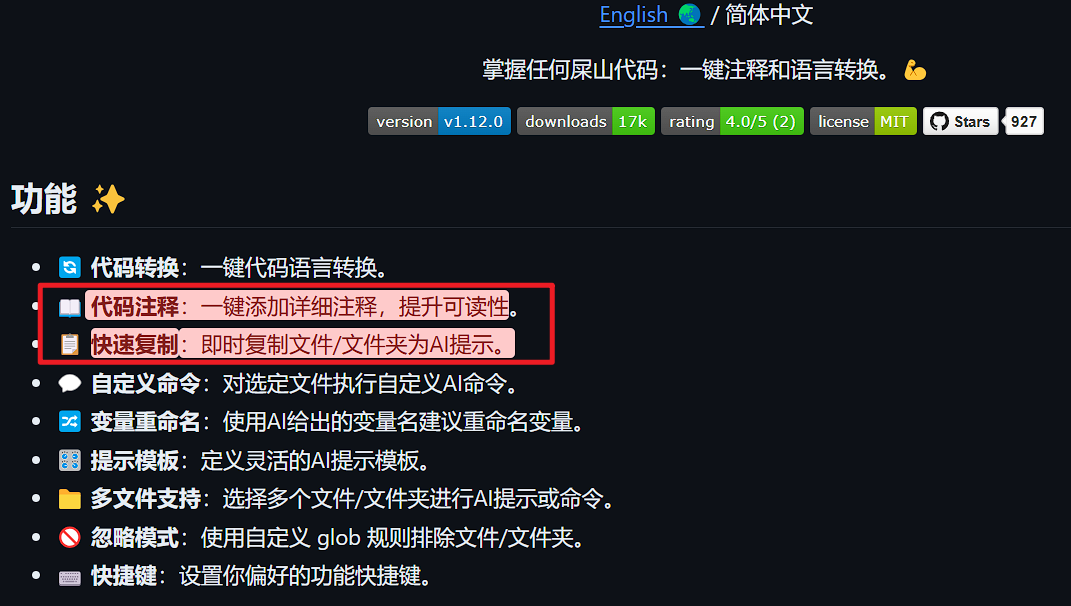 English 🌏 / 简体中文
掌握任何屎山代码：一键注释和语言转换。 💪
version v1.12.0 downloads 17k rating 4.0/5 (2) license MIT Stars 927
功能 ✨
• 🔄 代码转换：一键代码语言转换。
• 📖 代码注释：一键添加详细注释，提升可读性。
• 📋 快速复制：即时复制文件/文件夹为AI提示。
• 💬 自定义命令：对选定文件执行自定义AI命令。
• 🔀 变量重命名：使用AI给出的变量名建议重命名变量。
• 🎛️ 提示模板：定义灵活的AI提示模板。
• 📁 多文件支持：选择多个文件/文件夹进行AI提示或命令。
• 🚫 忽略模式：使用自定义 glob 规则排除文件/文件夹。
• ⌨️ 快捷键：设置你偏好的功能快捷键。